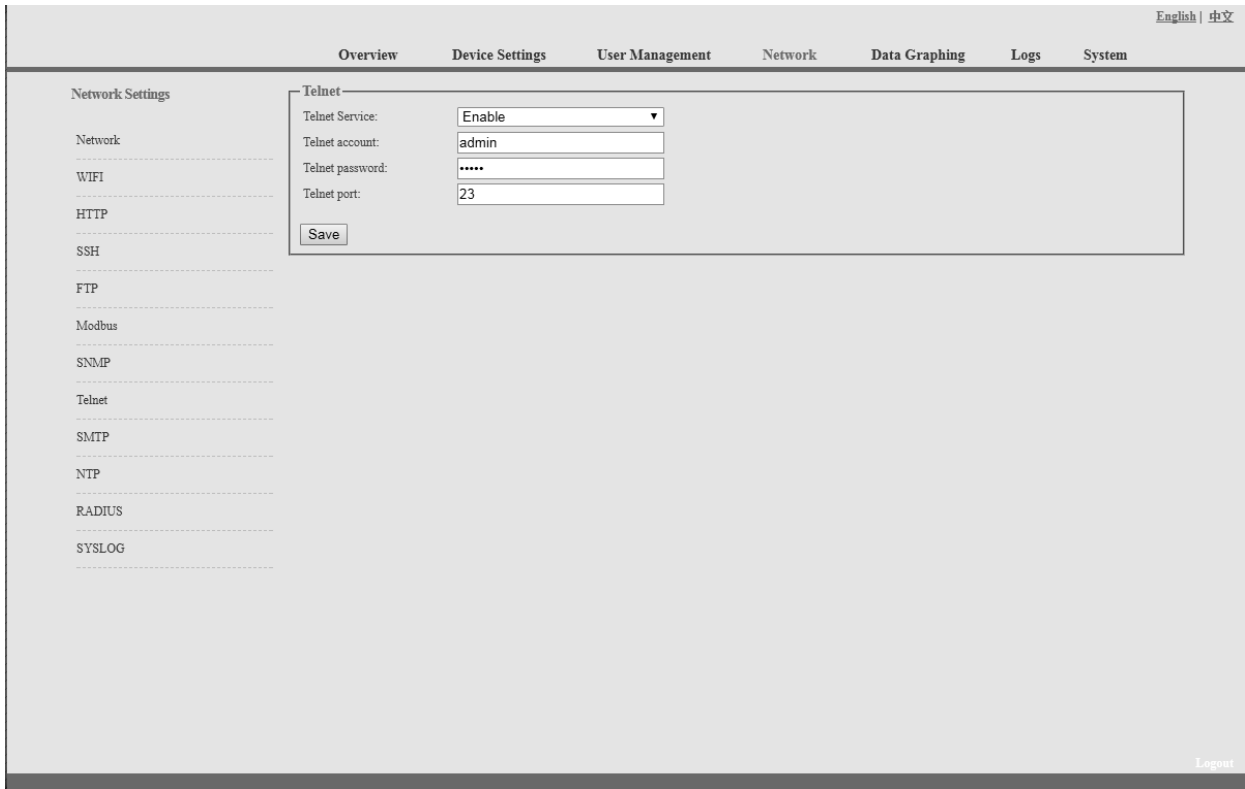 English | 中文
Overview Device Settings User Management Network Data Graphing Logs System
Network Settings
Network
WIFI
HTTP
SSH
FTP
Modbus
SNMP
Telnet
SMTP
NTP
RADIUS
SYSLOG
Telnet
Telnet Service: Enable
Telnet account: admin
Telnet password: •••••
Telnet port: 23
Save
Logout